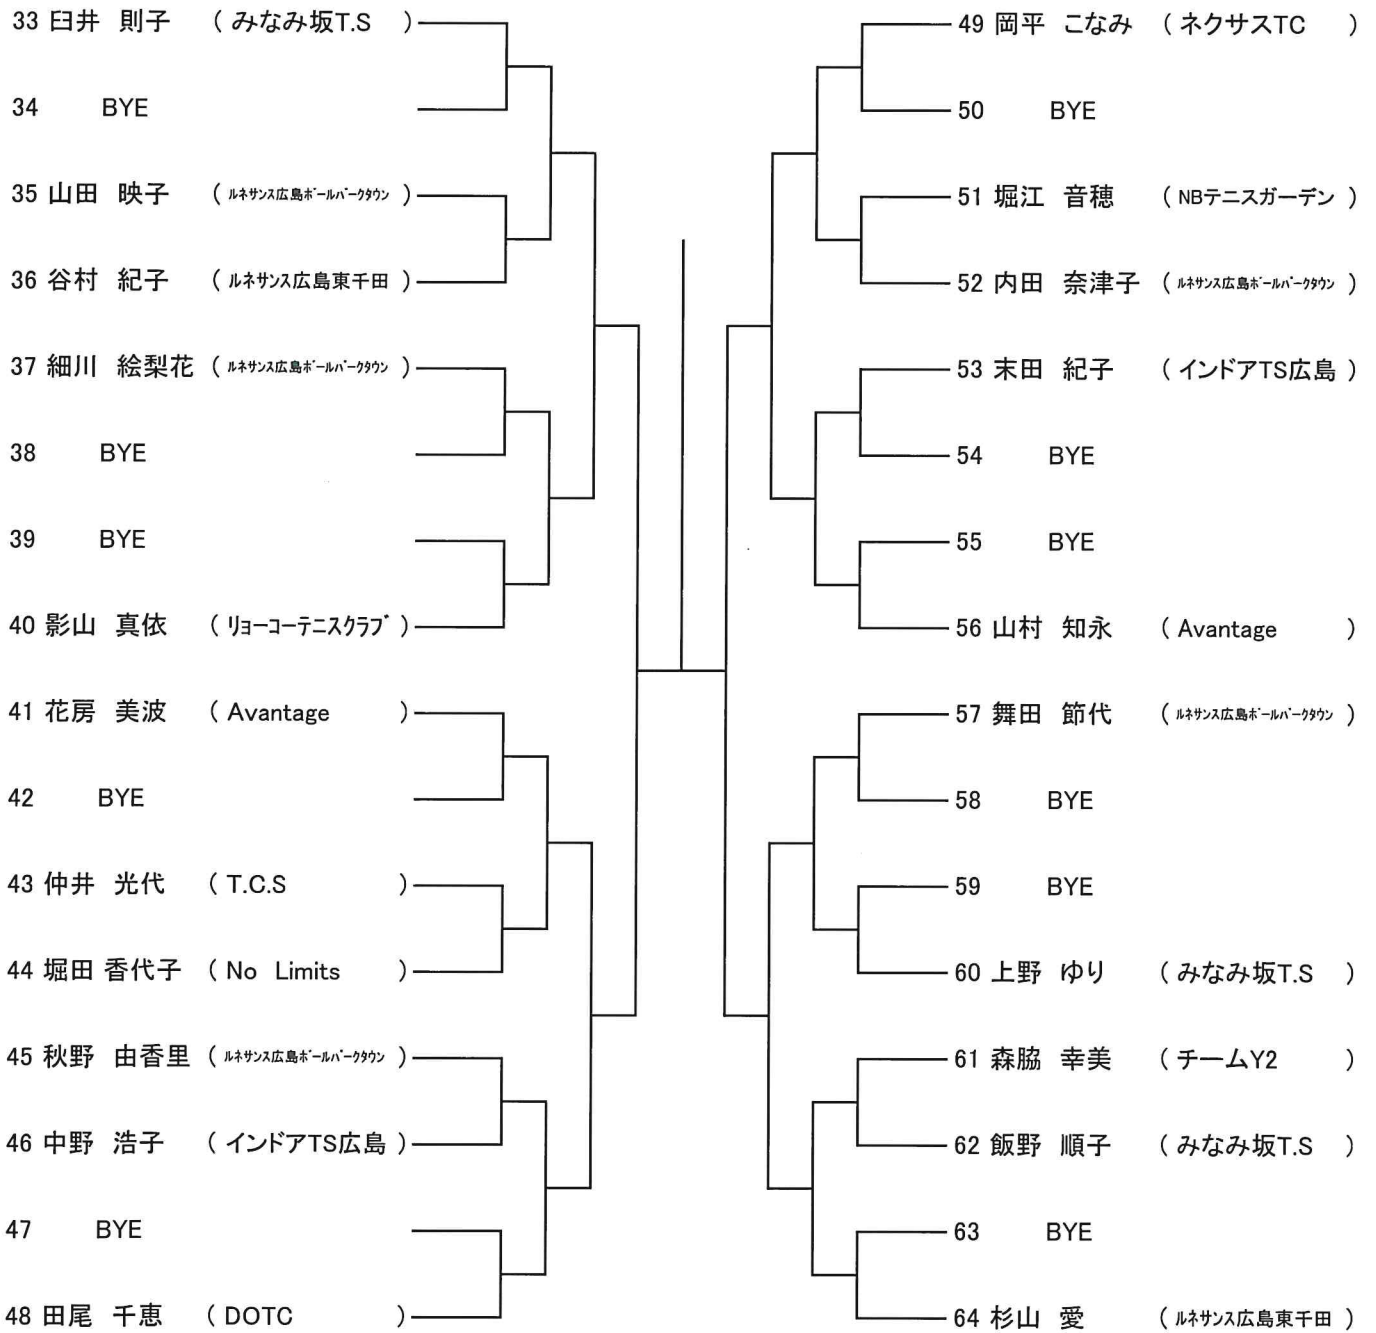 33 臼井 則子 ( みなみ坂T.S )
34 BYE
35 山田 映子 ( ﾙﾈｻﾝｽ広島ﾎﾞｰﾙﾊﾟｰｸﾀｳﾝ )
36 谷村 紀子 ( ﾙﾈｻﾝｽ広島東千田 )
37 細川 絵梨花 ( ﾙﾈｻﾝｽ広島ﾎﾞｰﾙﾊﾟｰｸﾀｳﾝ )
38 BYE
39 BYE
40 影山 真依 ( ﾘｮｰｺｰﾃﾆｽｸﾗﾌﾞ )
41 花房 美波 ( Avantage )
42 BYE
43 仲井 光代 ( T.C.S )
44 堀田 香代子 ( No Limits )
45 秋野 由香里 ( ﾙﾈｻﾝｽ広島ﾎﾞｰﾙﾊﾟｰｸﾀｳﾝ )
46 中野 浩子 ( インドアTS広島 )
47 BYE
48 田尾 千恵 ( DOTC )
49 岡平 こなみ ( ネクサスTC )
50 BYE
51 堀江 音穂 ( NBテニスガーデン )
52 内田 奈津子 ( ﾙﾈｻﾝｽ広島ﾎﾞｰﾙﾊﾟｰｸﾀｳﾝ )
53 末田 紀子 ( インドアTS広島 )
54 BYE
55 BYE
56 山村 知永 ( Avantage )
57 舞田 節代 ( ﾙﾈｻﾝｽ広島ﾎﾞｰﾙﾊﾟｰｸﾀｳﾝ )
58 BYE
59 BYE
60 上野 ゆり ( みなみ坂T.S )
61 森脇 幸美 ( チームY2 )
62 飯野 順子 ( みなみ坂T.S )
63 BYE
64 杉山 愛 ( ﾙﾈｻﾝｽ広島東千田 )